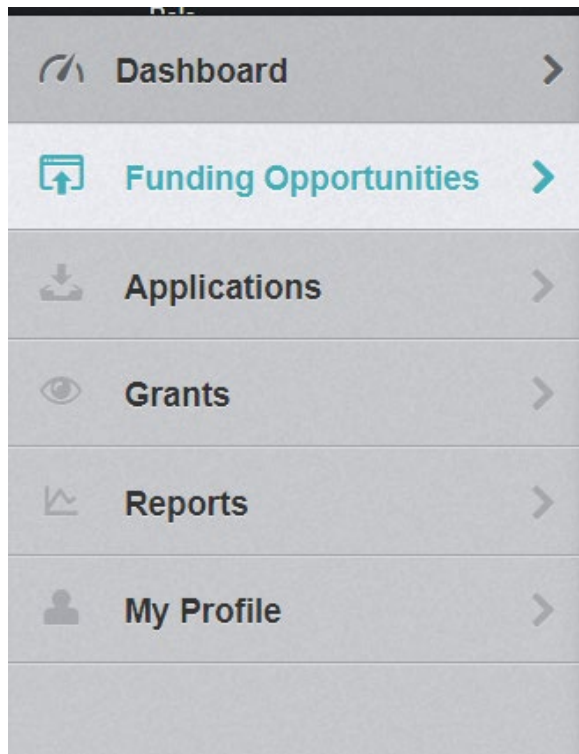 Dashboard
Funding Opportunities
Applications
Grants
Reports
My Profile